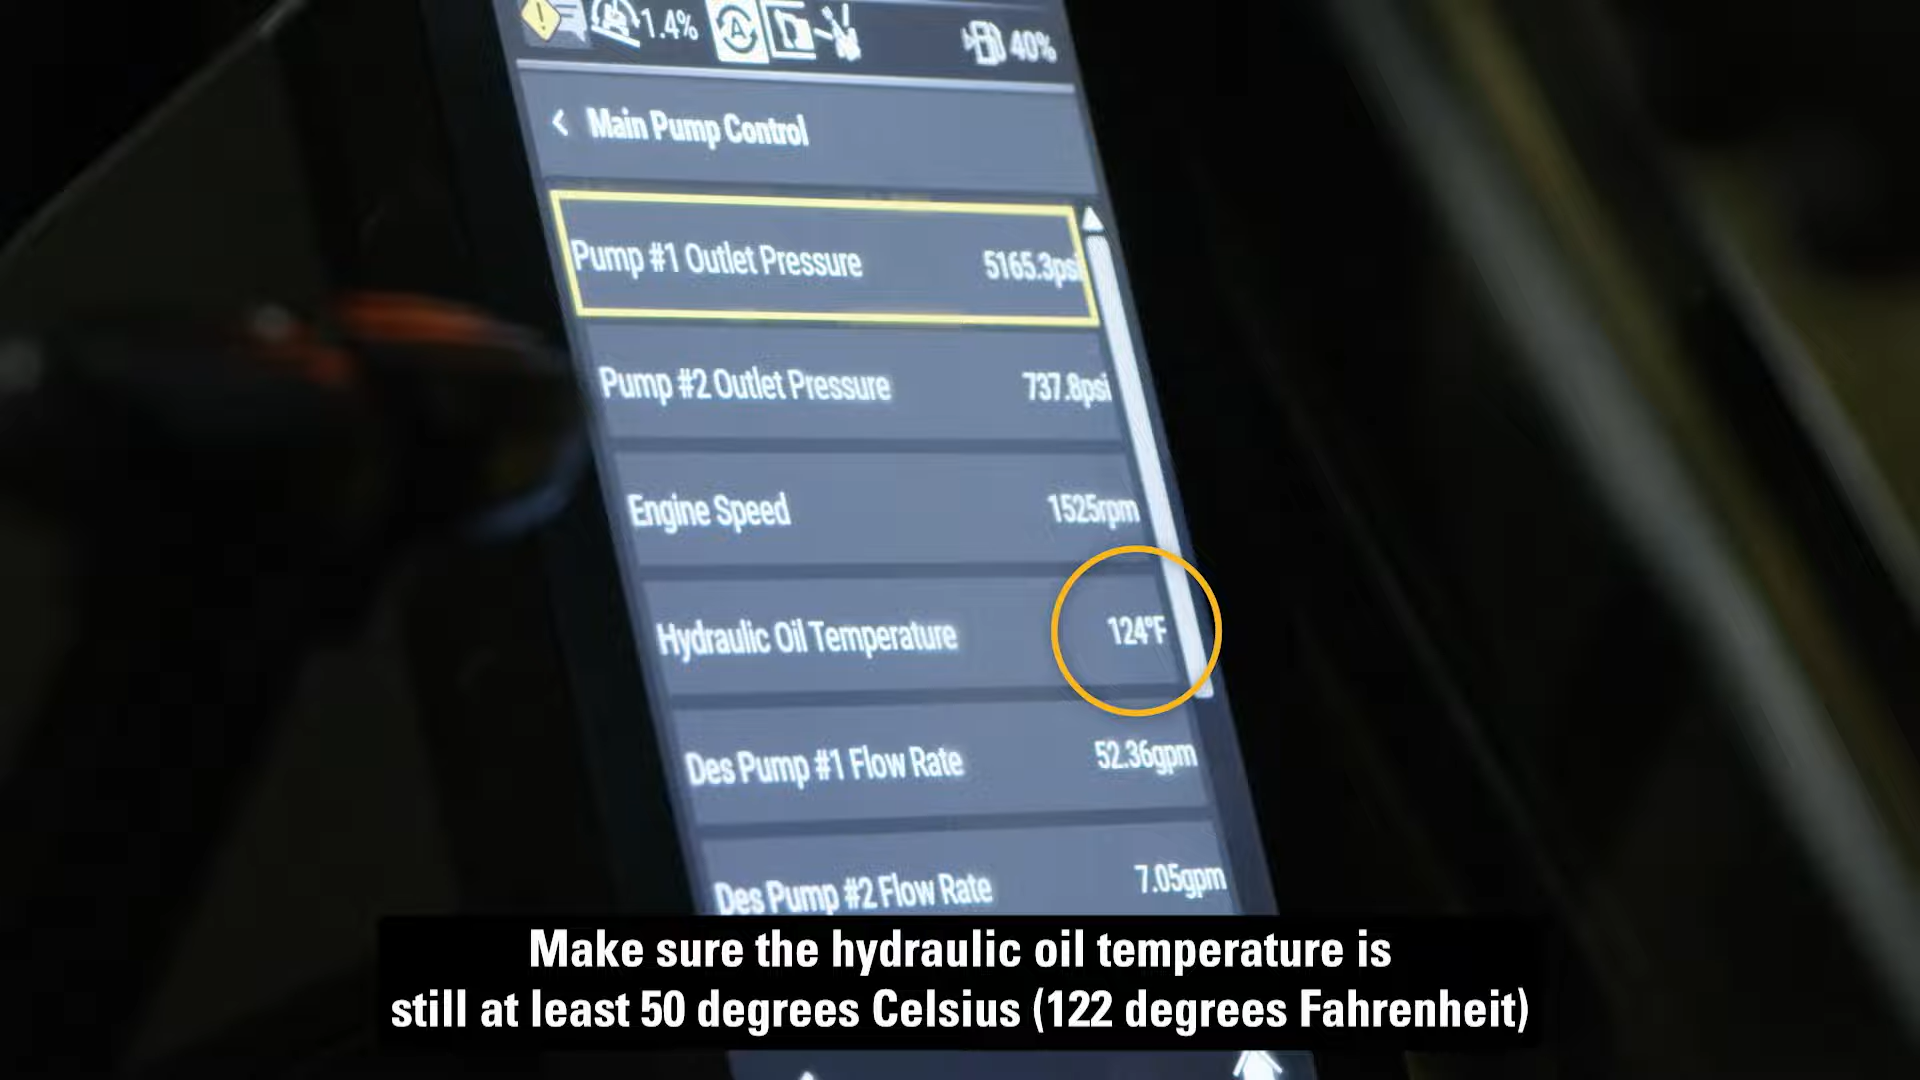 1.4%
A
40%
< Main Pump Control
Pump #1 Outlet Pressure 5165.3psi
Pump #2 Outlet Pressure 737.8psi
Engine Speed 1525rpm
Hydraulic Oil Temperature 124°F
Des Pump #1 Flow Rate 52.36gpm
Des Pump #2 Flow Rate 7.05gpm
Make sure the hydraulic oil temperature is
still at least 50 degrees Celsius (122 degrees Fahrenheit)